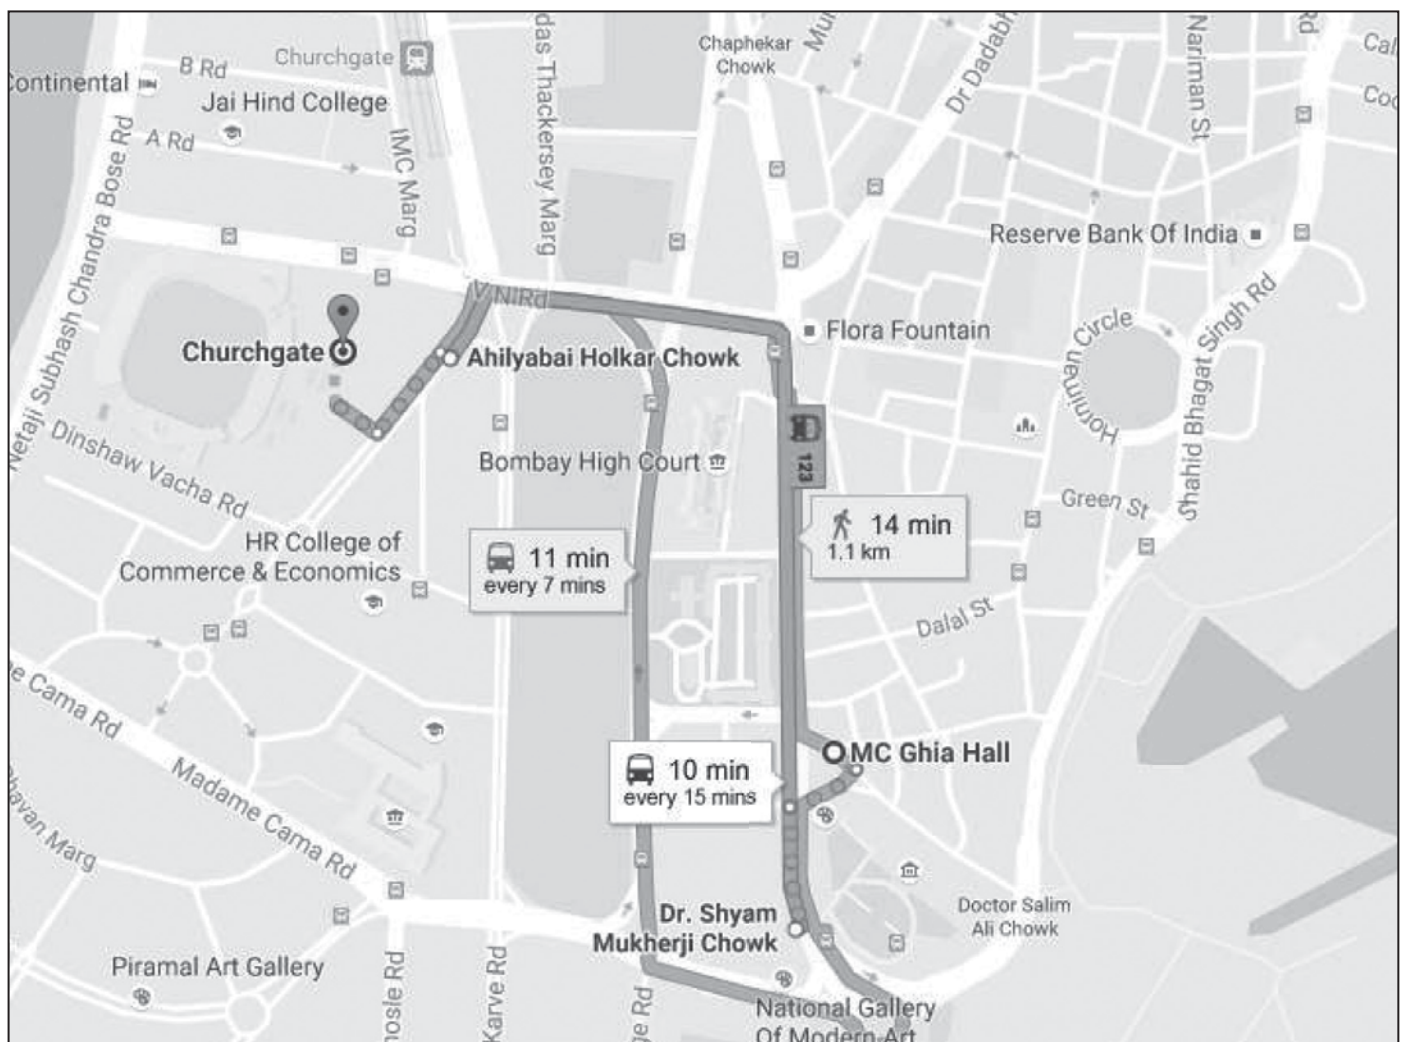 Churchgate
B Rd
Continental
Jai Hind College
A Rd
IMC Marg
das Thackersey Marg
Chaphekar
Chowk
Dr Dadabh
Nariman St
Rd
Netaji Subhash Chandra Bose Rd
Reserve Bank Of India
V N Rd
Flora Fountain
Horniman Circle
Shahid Bhagat Singh Rd
Churchgate
Ahilyabai Holkar Chowk
123
Dinshaw Vacha Rd
Bombay High Court
Green St
14 min
1.1 km
HR College of
Commerce & Economics
11 min
every 7 mins
Dalal St
Madame Cama Rd
MC Ghia Hall
10 min
every 15 mins
Dr. Shyam
Mukherji Chowk
Doctor Salim
Ali Chowk
Piramal Art Gallery
Karve Rd
National Gallery
Of Modern Art